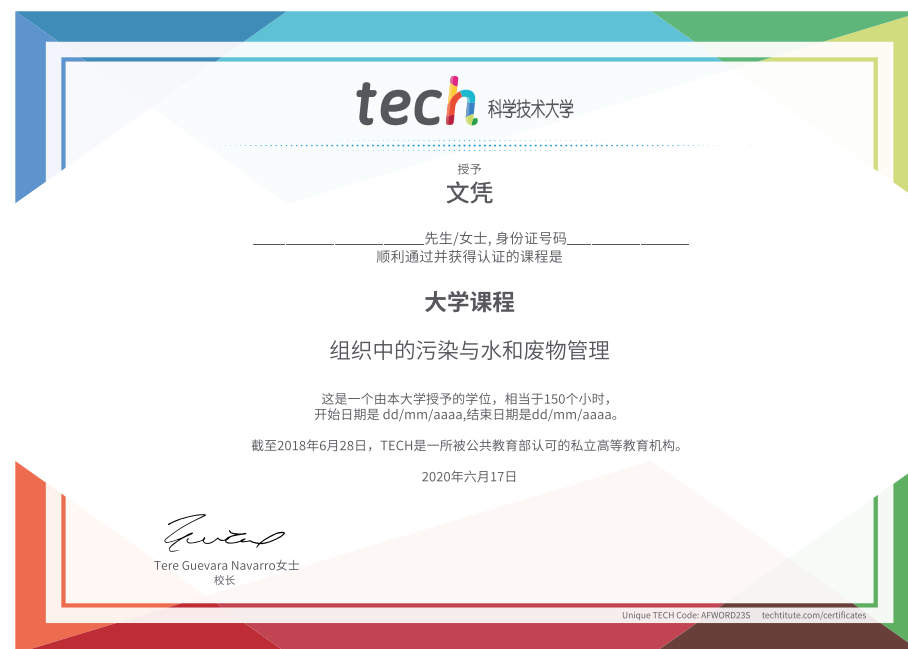 tech 科学技术大学
授予
文凭
______________________先生/女士, 身份证号码_______________
顺利通过并获得认证的课程是
大学课程
组织中的污染与水和废物管理
这是一个由本大学授予的学位，相当于150个小时，
开始日期是 dd/mm/aaaa,结束日期是dd/mm/aaaa。
截至2018年6月28日，TECH是一所被公共教育部认可的私立高等教育机构。
2020年六月17日
Tere Guevara Navarro女士
校长
Unique TECH Code: AFWORD23S techtitute.com/certificates